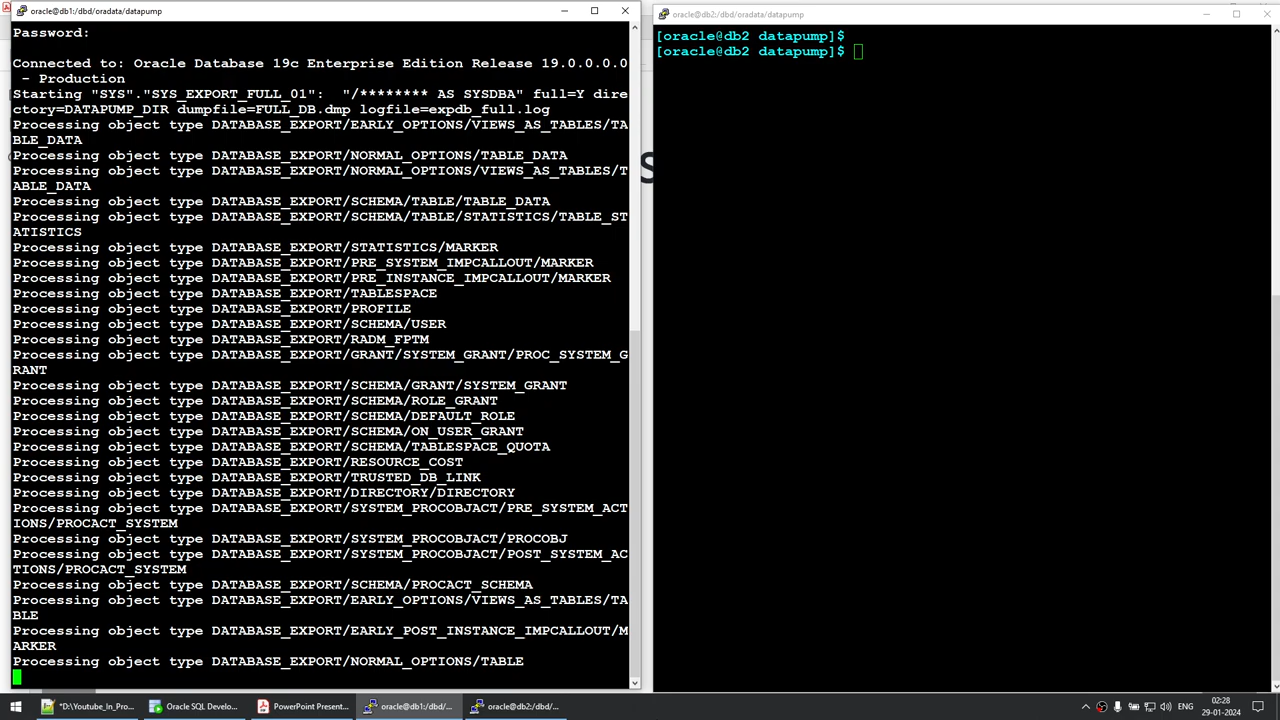 oracle@db1:/dbd/oradata/datapump
Password:
Connected to: Oracle Database 19c Enterprise Edition Release 19.0.0.0.0
 - Production
Starting "SYS"."SYS_EXPORT_FULL_01":  "/******** AS SYSDBA" full=Y dire
ctory=DATAPUMP_DIR dumpfile=FULL_DB.dmp logfile=expdb_full.log
Processing object type DATABASE_EXPORT/EARLY_OPTIONS/VIEWS_AS_TABLES/TA
BLE_DATA
Processing object type DATABASE_EXPORT/NORMAL_OPTIONS/TABLE_DATA
Processing object type DATABASE_EXPORT/NORMAL_OPTIONS/VIEWS_AS_TABLES/T
ABLE_DATA
Processing object type DATABASE_EXPORT/SCHEMA/TABLE/TABLE_DATA
Processing object type DATABASE_EXPORT/SCHEMA/TABLE/STATISTICS/TABLE_ST
ATISTICS
Processing object type DATABASE_EXPORT/STATISTICS/MARKER
Processing object type DATABASE_EXPORT/PRE_SYSTEM_IMPCALLOUT/MARKER
Processing object type DATABASE_EXPORT/PRE_INSTANCE_IMPCALLOUT/MARKER
Processing object type DATABASE_EXPORT/TABLESPACE
Processing object type DATABASE_EXPORT/PROFILE
Processing object type DATABASE_EXPORT/SCHEMA/USER
Processing object type DATABASE_EXPORT/RADM_FPTM
Processing object type DATABASE_EXPORT/GRANT/SYSTEM_GRANT/PROC_SYSTEM_G
RANT
Processing object type DATABASE_EXPORT/SCHEMA/GRANT/SYSTEM_GRANT
Processing object type DATABASE_EXPORT/SCHEMA/ROLE_GRANT
Processing object type DATABASE_EXPORT/SCHEMA/DEFAULT_ROLE
Processing object type DATABASE_EXPORT/SCHEMA/ON_USER_GRANT
Processing object type DATABASE_EXPORT/SCHEMA/TABLESPACE_QUOTA
Processing object type DATABASE_EXPORT/RESOURCE_COST
Processing object type DATABASE_EXPORT/TRUSTED_DB_LINK
Processing object type DATABASE_EXPORT/DIRECTORY/DIRECTORY
Processing object type DATABASE_EXPORT/SYSTEM_PROCOBJACT/PRE_SYSTEM_ACT
IONS/PROCACT_SYSTEM
Processing object type DATABASE_EXPORT/SYSTEM_PROCOBJACT/PROCOBJ
Processing object type DATABASE_EXPORT/SYSTEM_PROCOBJACT/POST_SYSTEM_AC
TIONS/PROCACT_SYSTEM
Processing object type DATABASE_EXPORT/SCHEMA/PROCACT_SCHEMA
Processing object type DATABASE_EXPORT/EARLY_OPTIONS/VIEWS_AS_TABLES/TA
BLE
Processing object type DATABASE_EXPORT/EARLY_POST_INSTANCE_IMPCALLOUT/M
ARKER
Processing object type DATABASE_EXPORT/NORMAL_OPTIONS/TABLE
oracle@db2:/dbd/oradata/datapump
[oracle@db2 datapump]$
[oracle@db2 datapump]$
S
*D:\Youtube_In_Pro...
Oracle SQL Develo...
PowerPoint Present...
oracle@db1:/dbd/...
oracle@db2:/dbd/...
02:28
29-01-2024